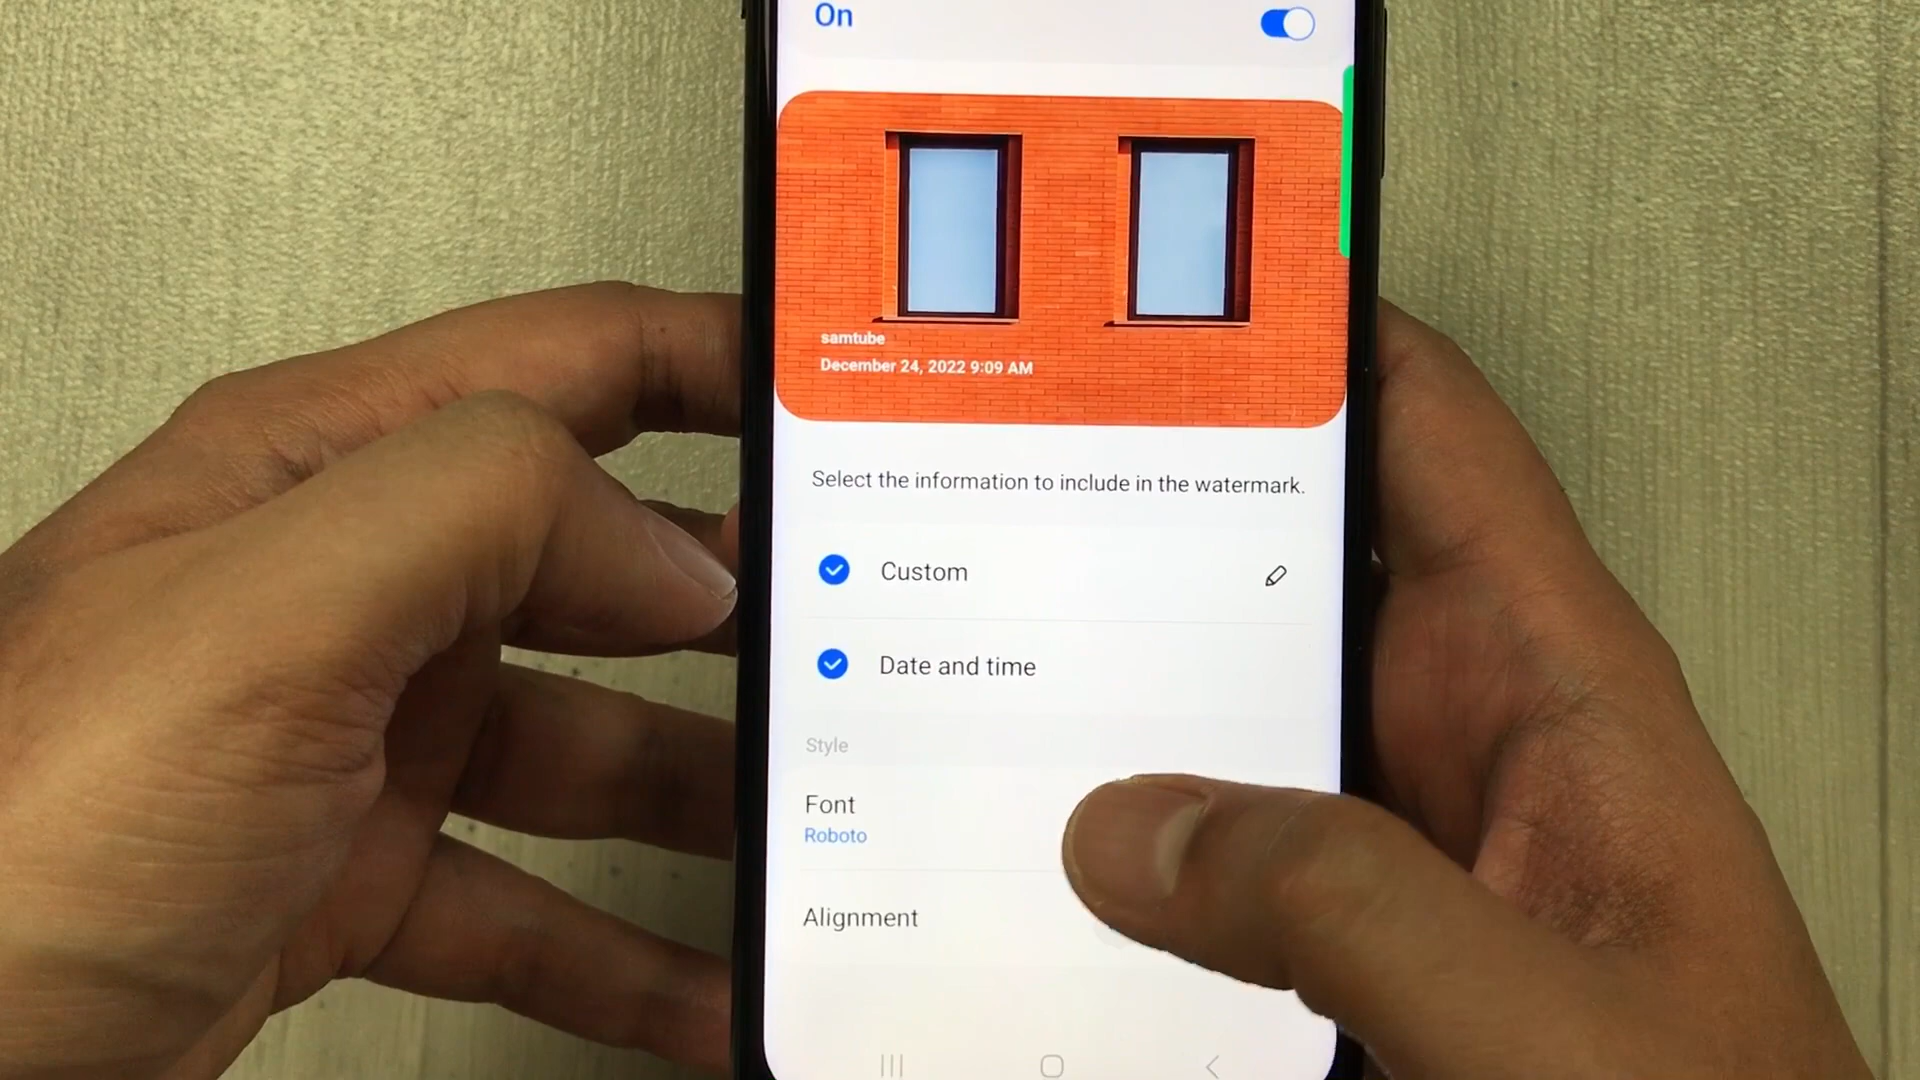 On
samtube
December 24, 2022 9:09 AM
Select the information to include in the watermark.
Custom
Date and time
Style
Font
Roboto
Alignment